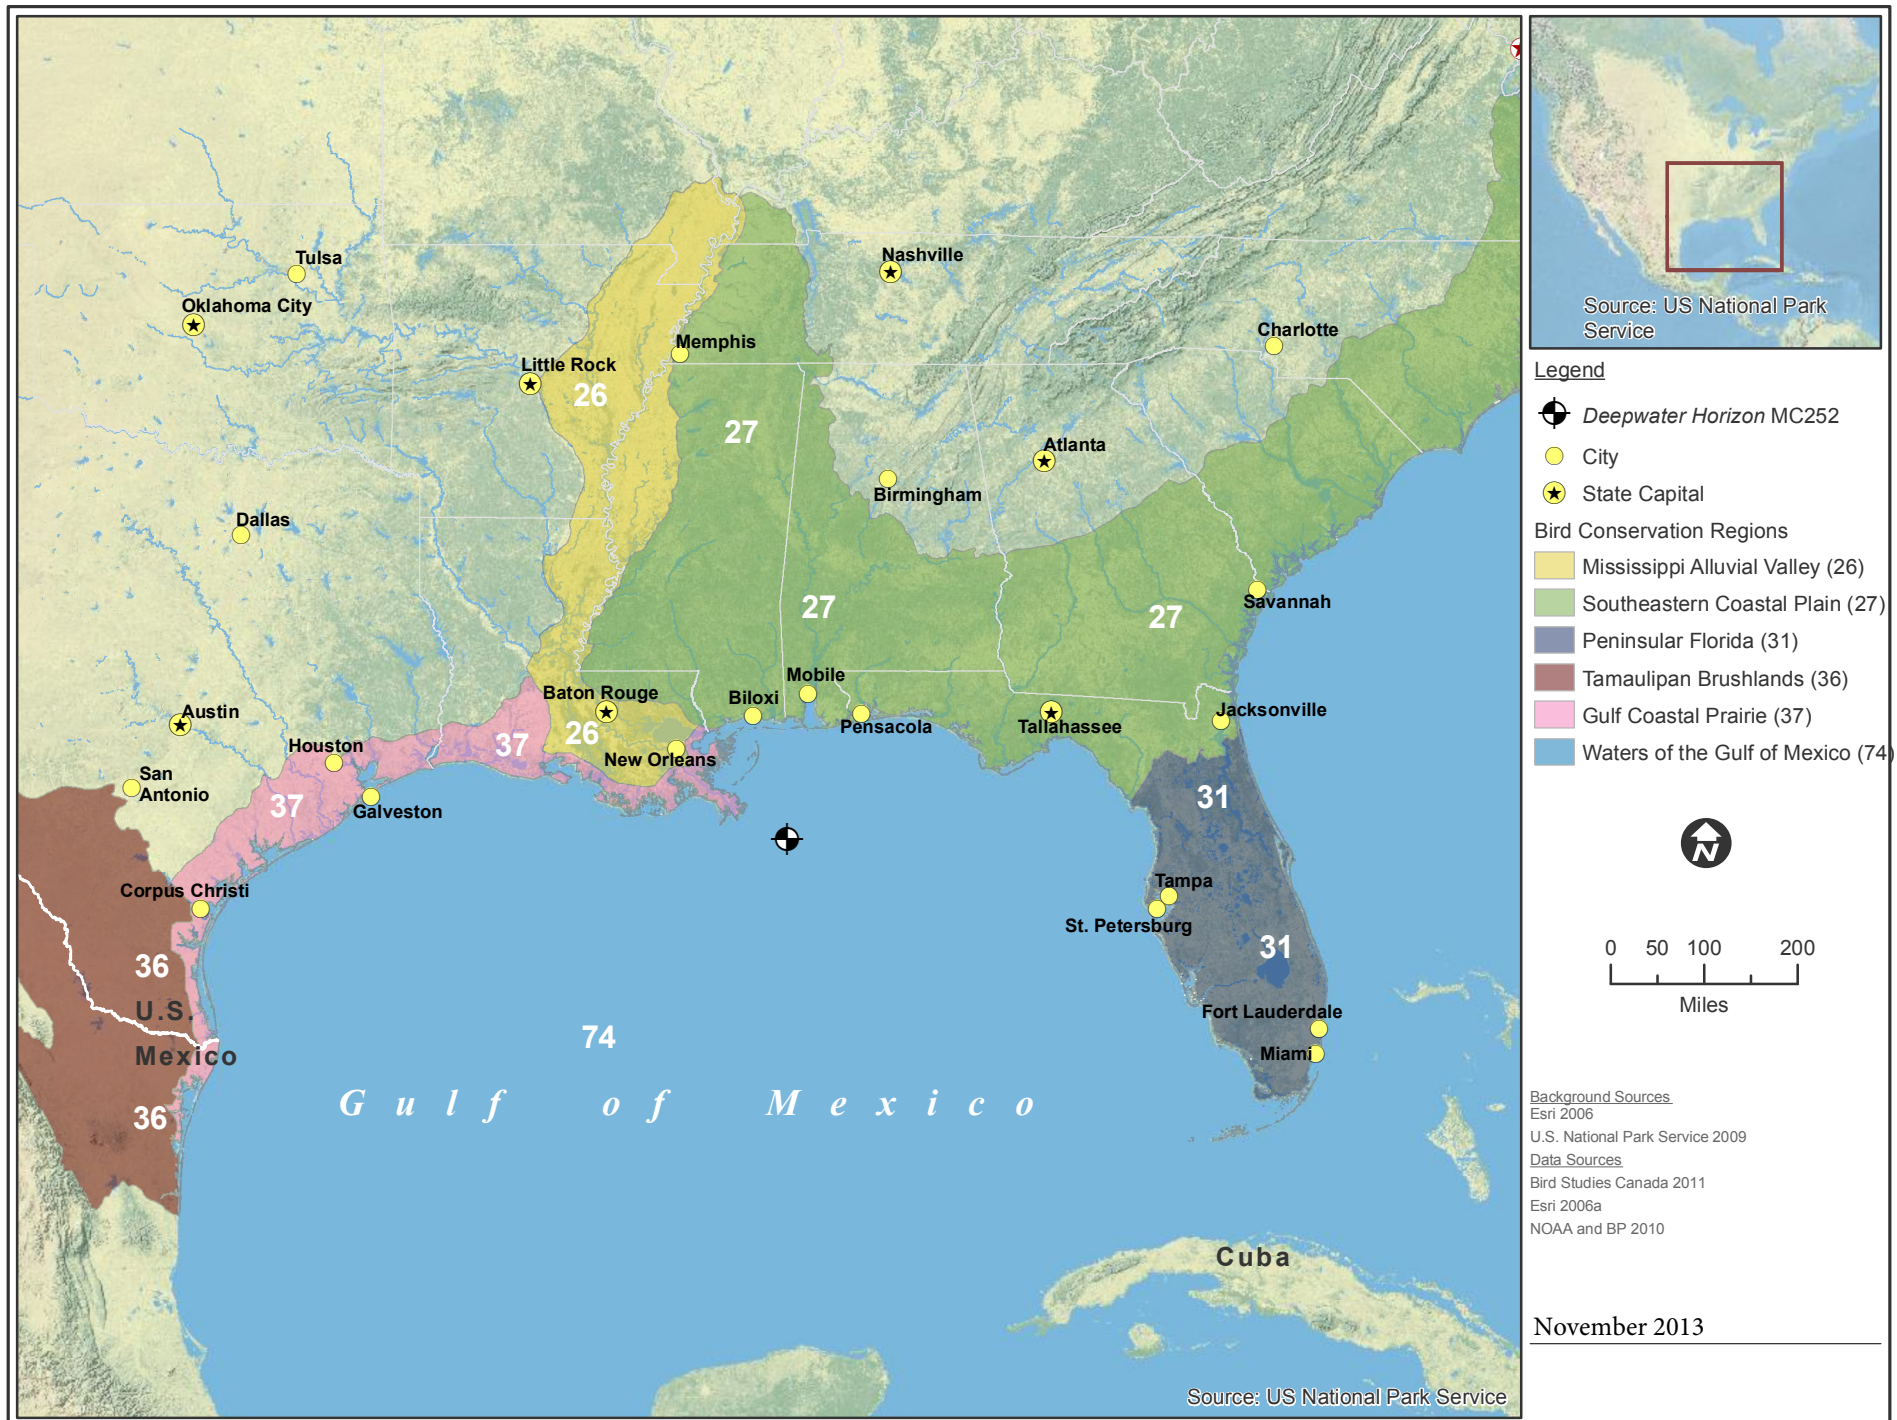 Tulsa
Oklahoma City
Nashville
Charlotte
Memphis
Little Rock
26
27
Atlanta
Birmingham
Dallas
27
27
Savannah
Baton Rouge
Biloxi
Mobile
Pensacola
Tallahassee
Jacksonville
Austin
Houston
37
26
New Orleans
San
Antonio
37
Galveston
31
Corpus Christi
Tampa
St. Petersburg
31
36
U.S.
Mexico
Fort Lauderdale
Miami
74
Gulf of Mexico
36
Cuba
Source: US National Park Service
Source: US National Park
Service
Legend
Deepwater Horizon MC252
City
State Capital
Bird Conservation Regions
Mississippi Alluvial Valley (26)
Southeastern Coastal Plain (27)
Peninsular Florida (31)
Tamaulipan Brushlands (36)
Gulf Coastal Prairie (37)
Waters of the Gulf of Mexico (74)
N
0 50 100 200
Miles
Background Sources
Esri 2006
U.S. National Park Service 2009
Data Sources
Bird Studies Canada 2011
Esri 2006a
NOAA and BP 2010
November 2013